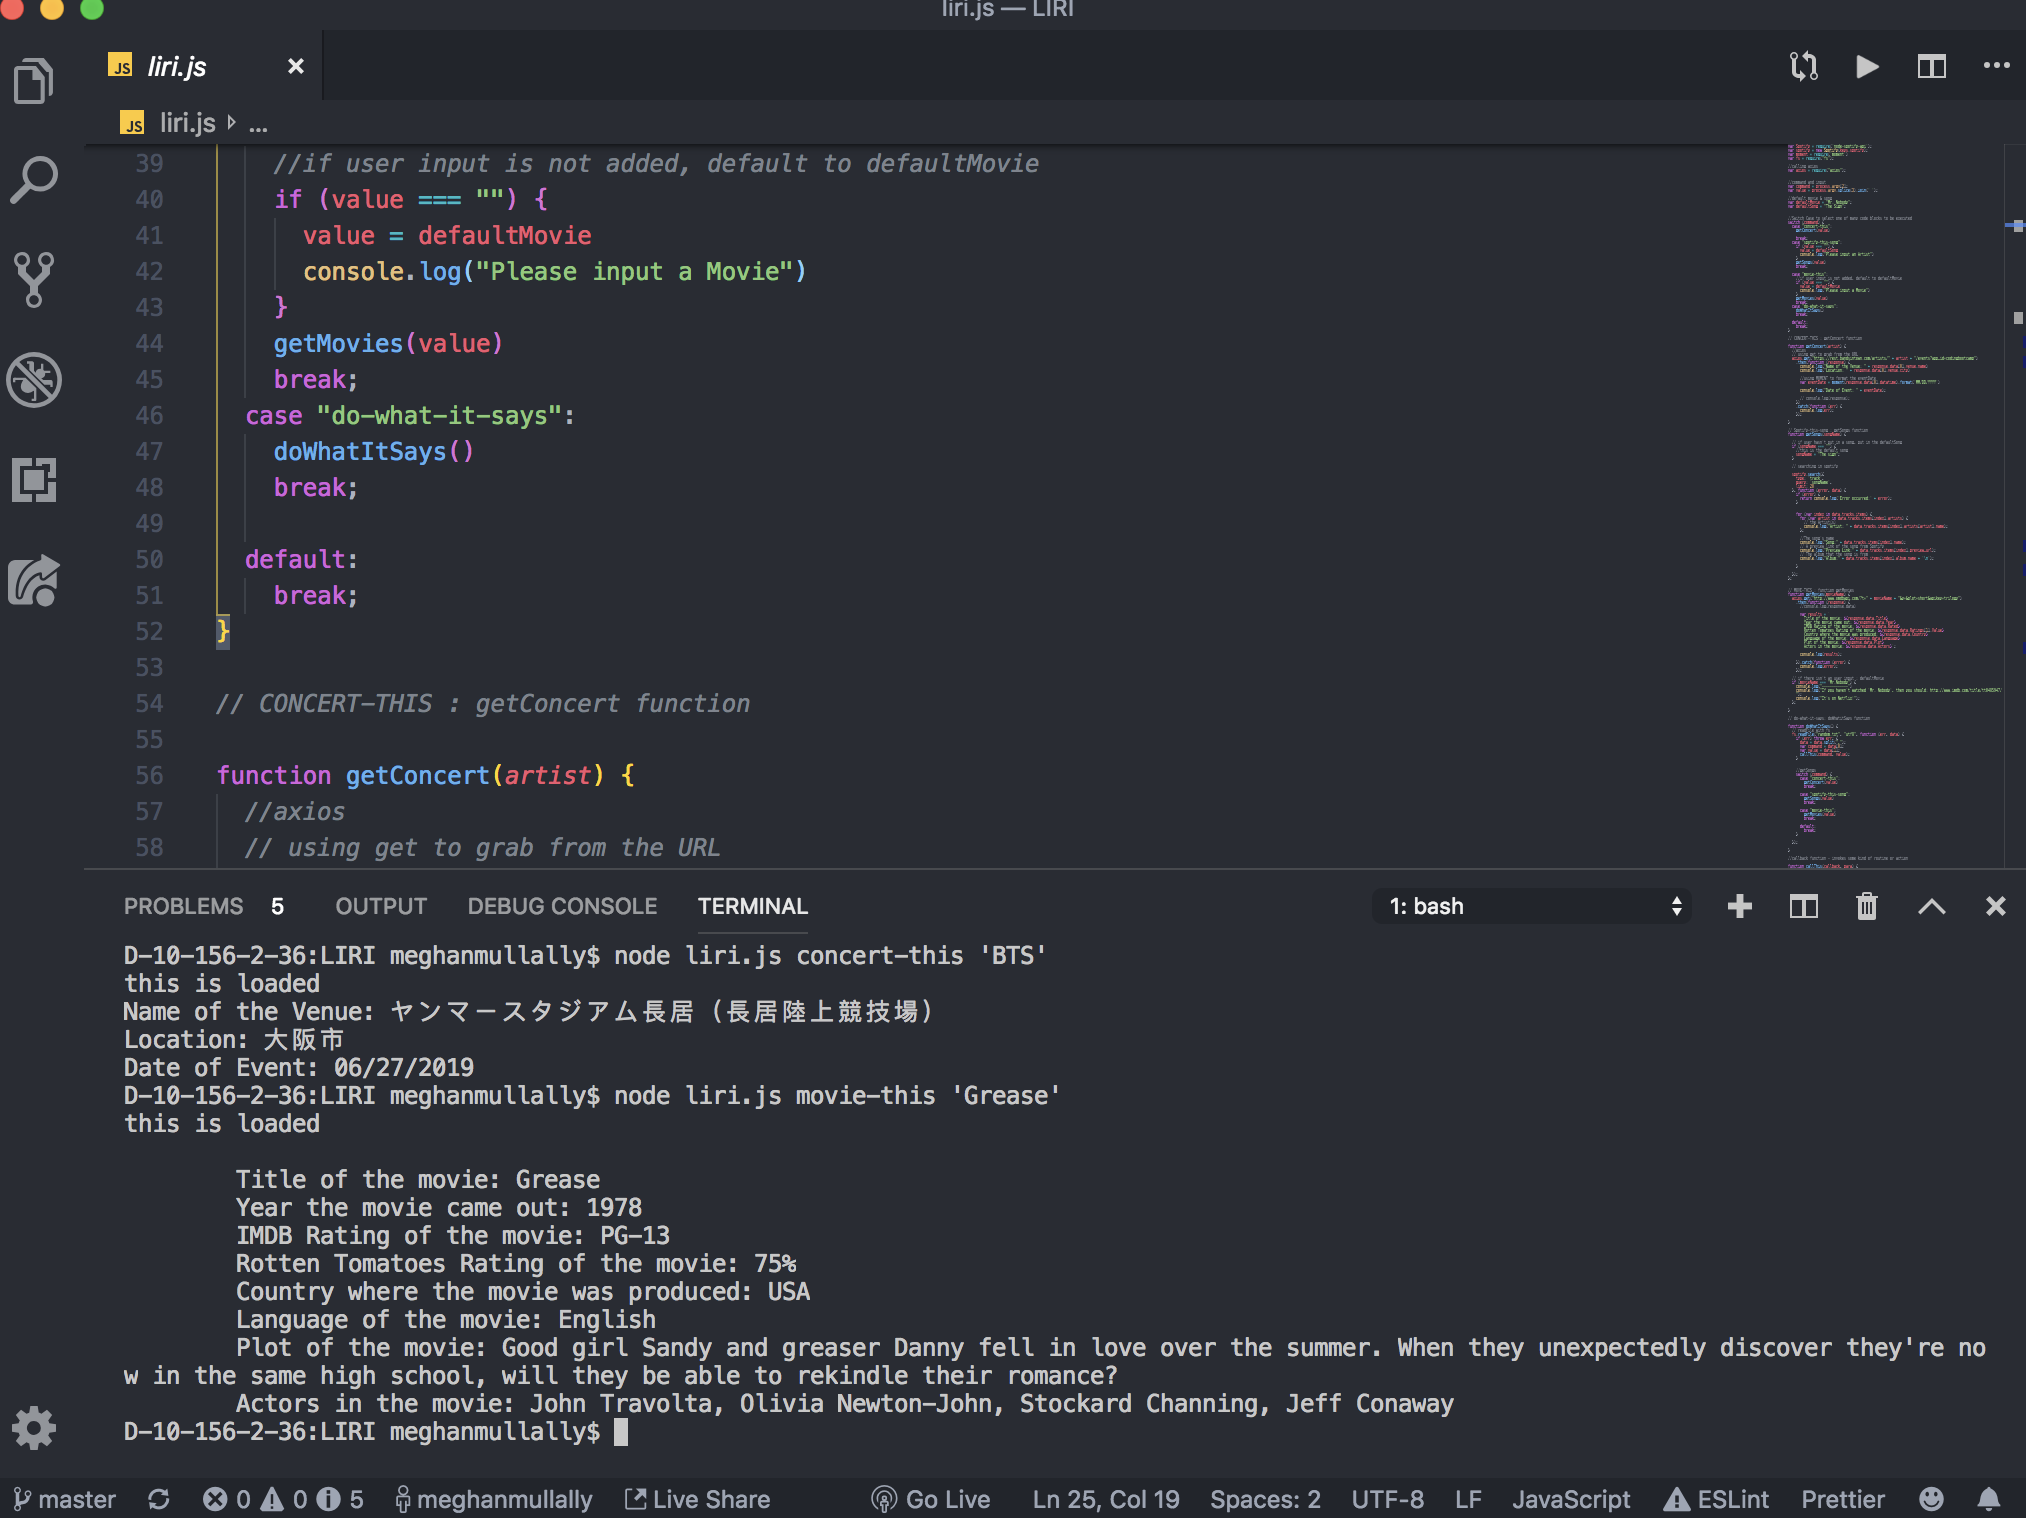 liri.js — LIRI
JS liri.js
JS liri.js ...
39 //if user input is not added, default to defaultMovie
40 if (value === "") {
41 value = defaultMovie
42 console.log("Please input a Movie")
43 }
44 getMovies(value)
45 break;
46 case "do-what-it-says":
47 doWhatItSays()
48 break;
49
50 default:
51 break;
52 }
53
54 // CONCERT-THIS : getConcert function
55
56 function getConcert(artist) {
57 //axios
58 // using get to grab from the URL
PROBLEMS 5 OUTPUT DEBUG CONSOLE TERMINAL 1: bash
D-10-156-2-36:LIRI meghanmullally$ node liri.js concert-this 'BTS'
this is loaded
Name of the Venue: ヤンマースタジアム長居（長居陸上競技場）
Location: 大阪市
Date of Event: 06/27/2019
D-10-156-2-36:LIRI meghanmullally$ node liri.js movie-this 'Grease'
this is loaded
Title of the movie: Grease
Year the movie came out: 1978
IMDB Rating of the movie: PG-13
Rotten Tomatoes Rating of the movie: 75%
Country where the movie was produced: USA
Language of the movie: English
Plot of the movie: Good girl Sandy and greaser Danny fell in love over the summer. When they unexpectedly discover they're no
w in the same high school, will they be able to rekindle their romance?
Actors in the movie: John Travolta, Olivia Newton-John, Stockard Channing, Jeff Conaway
D-10-156-2-36:LIRI meghanmullally$
master 0 0 5 meghanmullally Live Share Go Live Ln 25, Col 19 Spaces: 2 UTF-8 LF JavaScript ESLint Prettier